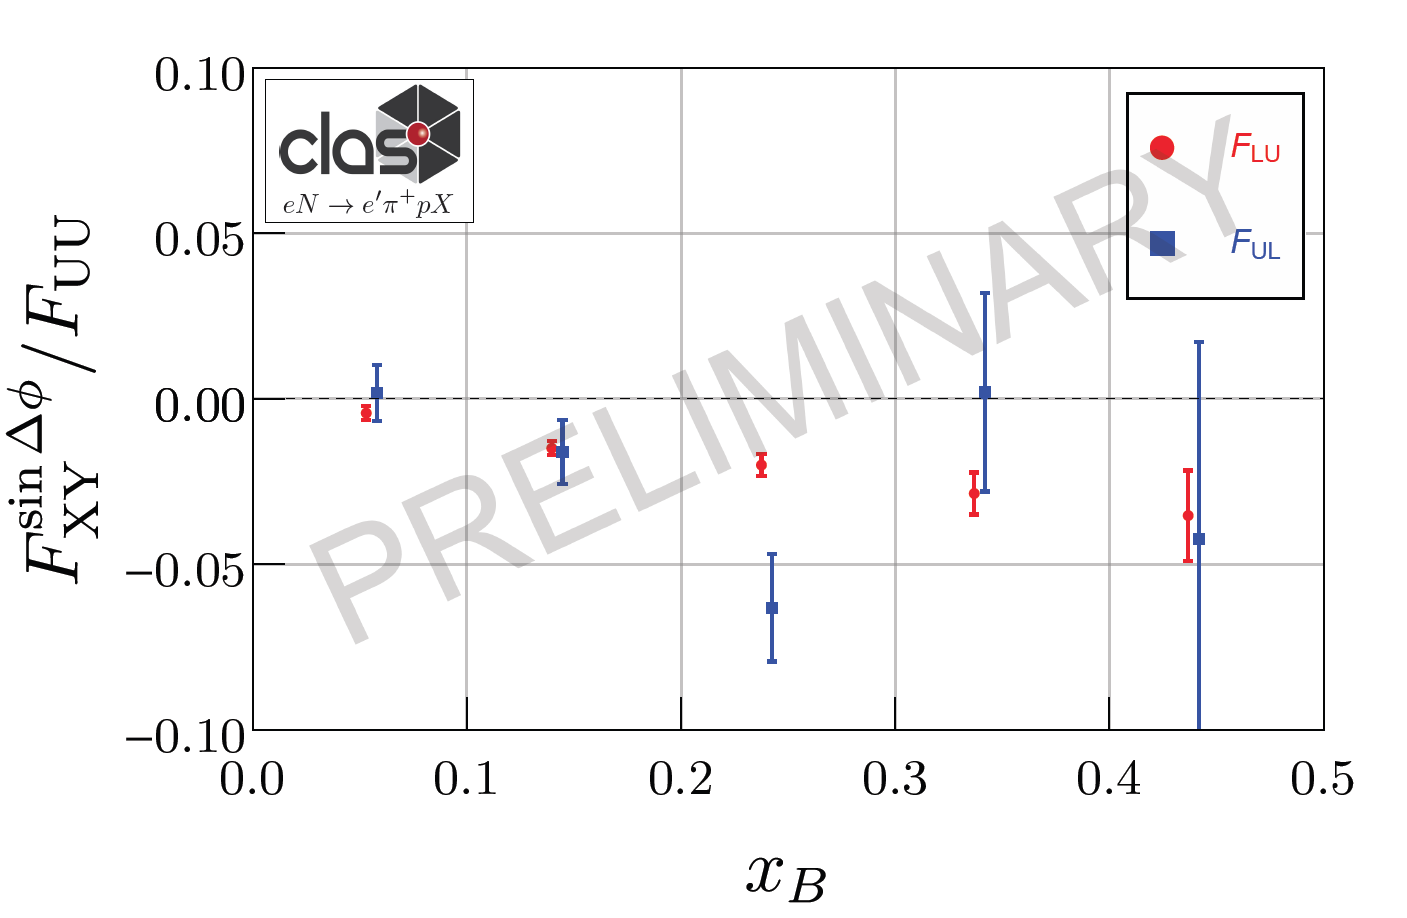 0.10
0.05
0.00
−0.05
−0.10
0.0 0.1 0.2 0.3 0.4 0.5
x_B
F_XY^{sin Δϕ} / F_UU
clas
eN → e′π⁺pX
F_LU
F_UL
PRELIMINARY